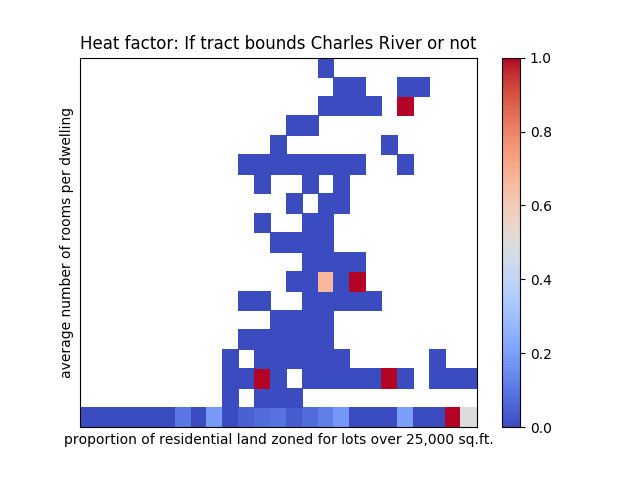 Heat factor: If tract bounds Charles River or not
average number of rooms per dwelling
proportion of residential land zoned for lots over 25,000 sq.ft.
1.0
0.8
0.6
0.4
0.2
0.0